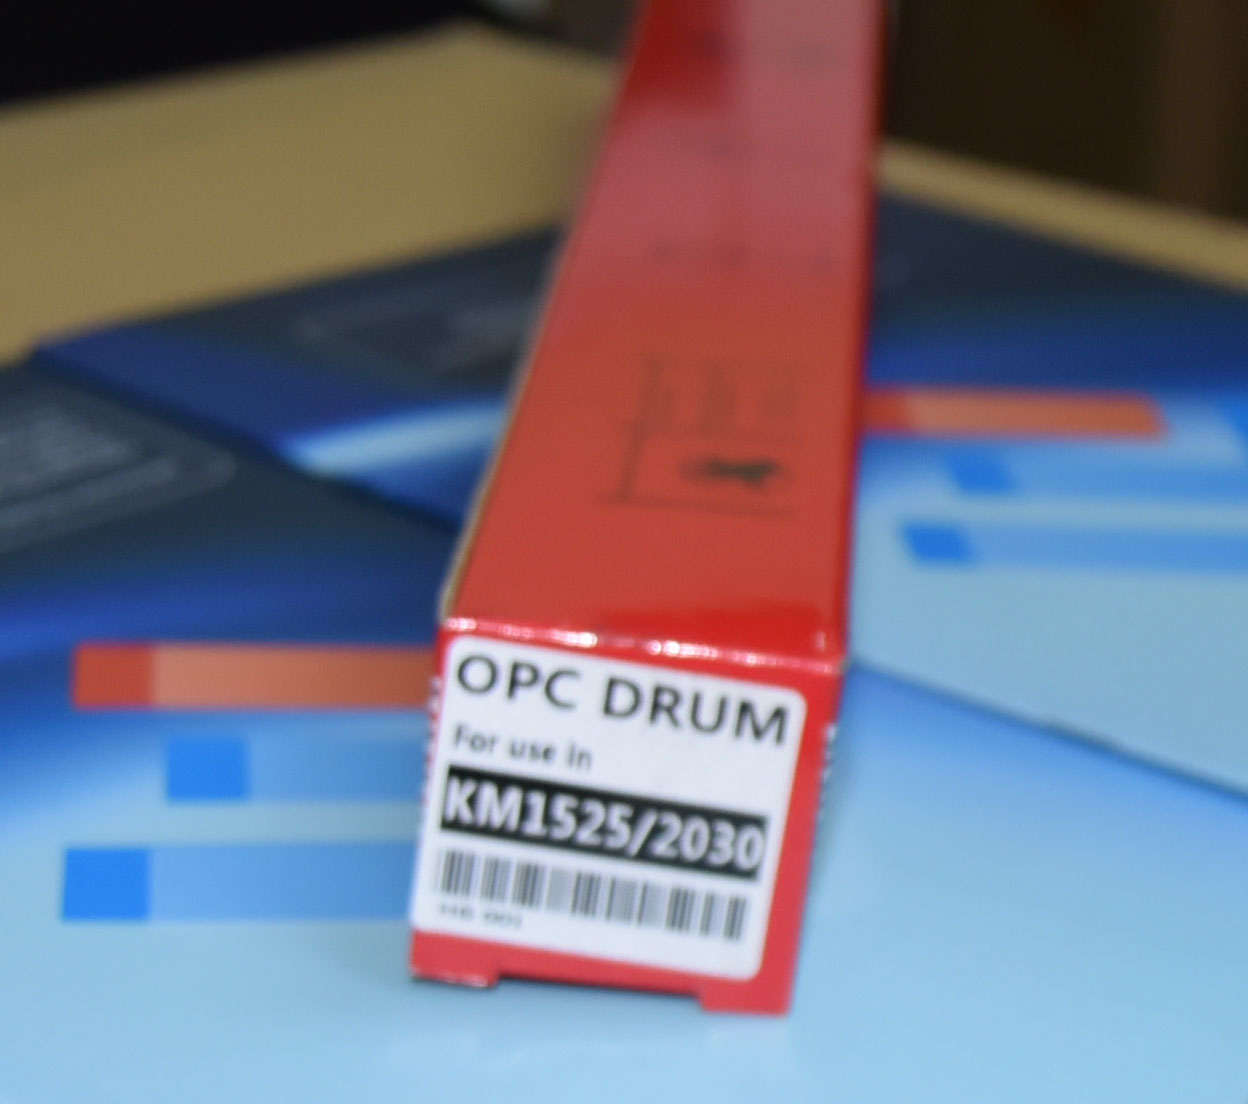 OPC DRUM
For use in
KM1525/2030